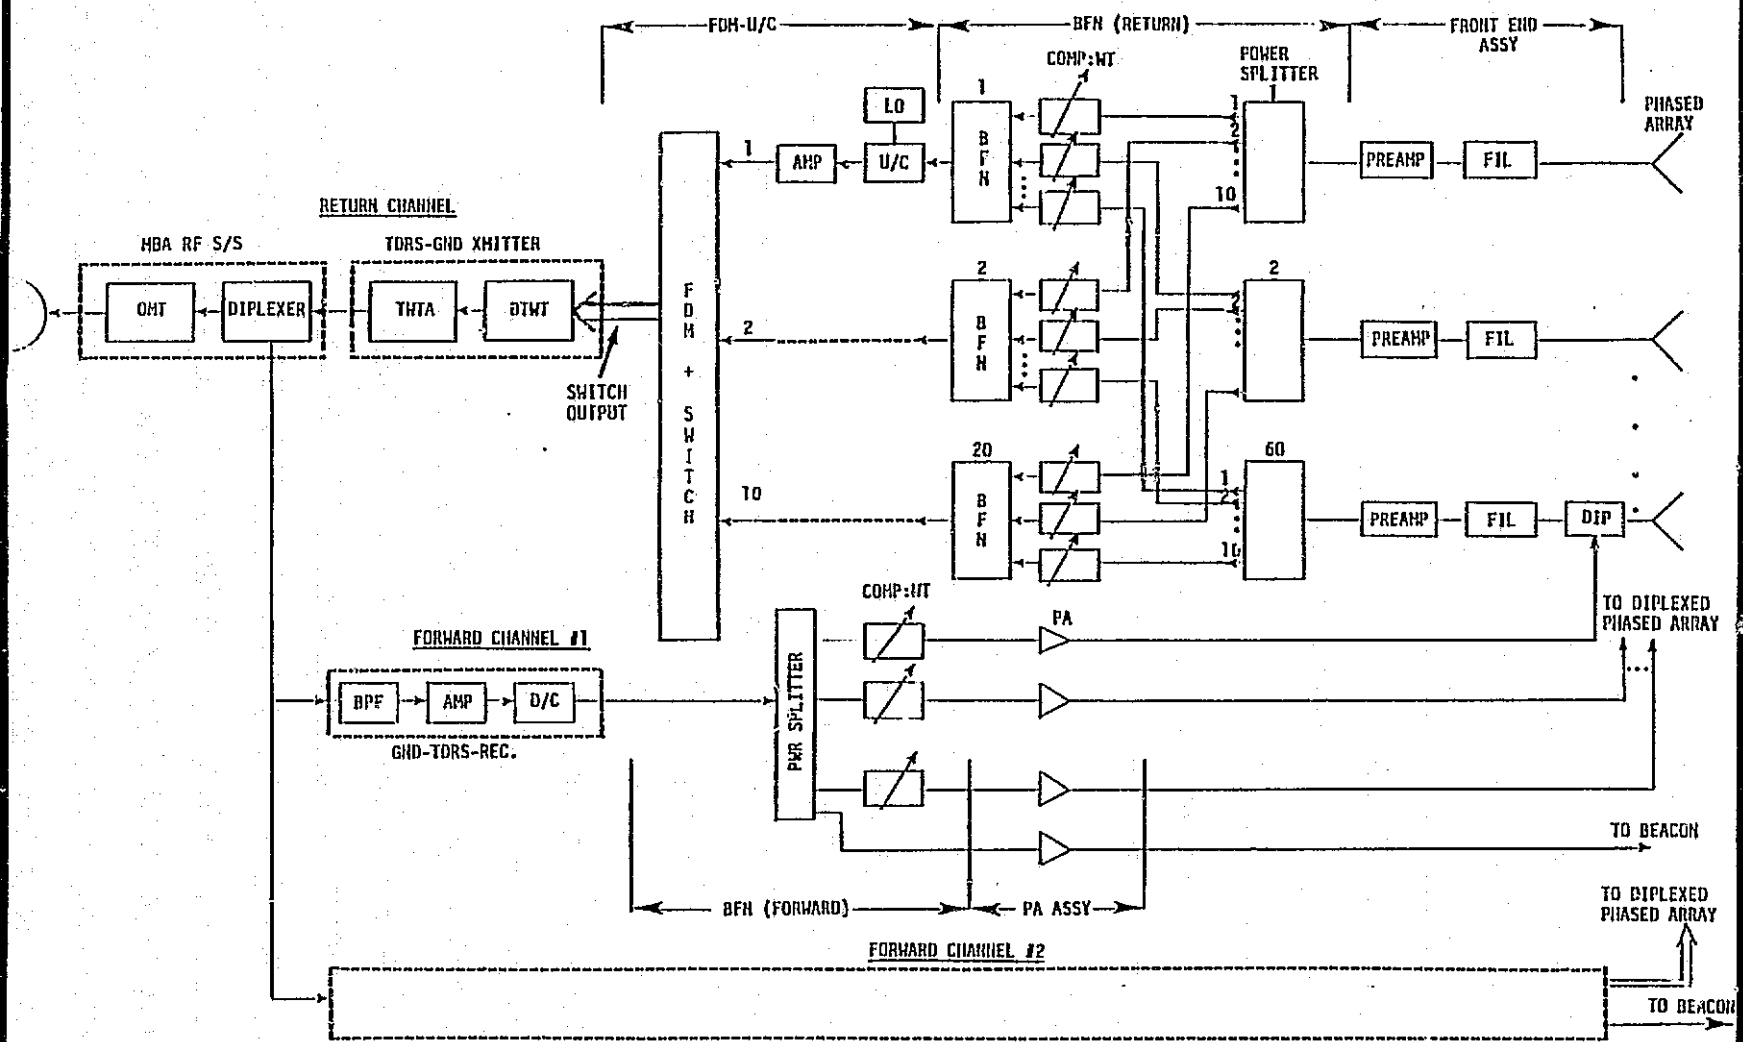 FDM-U/C
BFN (RETURN)
FRONT END
ASSY
COMP:WT
POWER
SPLITTER
PHASED
ARRAY
LO
1
1
AMP
U/C
BFN
1
2
10
PREAMP
FIL
RETURN CHANNEL
MBA RF S/S
TDRS-GND XMITTER
OMT
DIPLEXER
TWTA
DTWT
SWITCH
OUTPUT
FDM + SWITCH
2
2
BFN
2
2
PREAMP
FIL
10
20
BFN
60
1
2
10
PREAMP
FIL
DIP
COMP:WT
PA
TO DIPLEXED
PHASED ARRAY
FORWARD CHANNEL #1
BPF
AMP
D/C
GND-TDRS-REC.
PWR SPLITTER
TO BEACON
BFN (FORWARD)
PA ASSY
TO DIPLEXED
PHASED ARRAY
FORWARD CHANNEL #2
TO BEACON